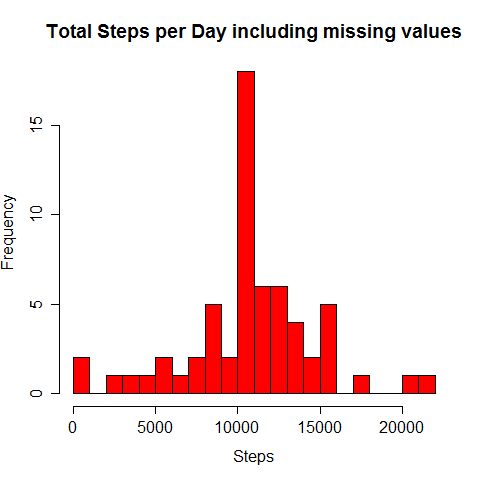 Total Steps per Day including missing values
Frequency
15
10
5
0
0 5000 10000 15000 20000
Steps